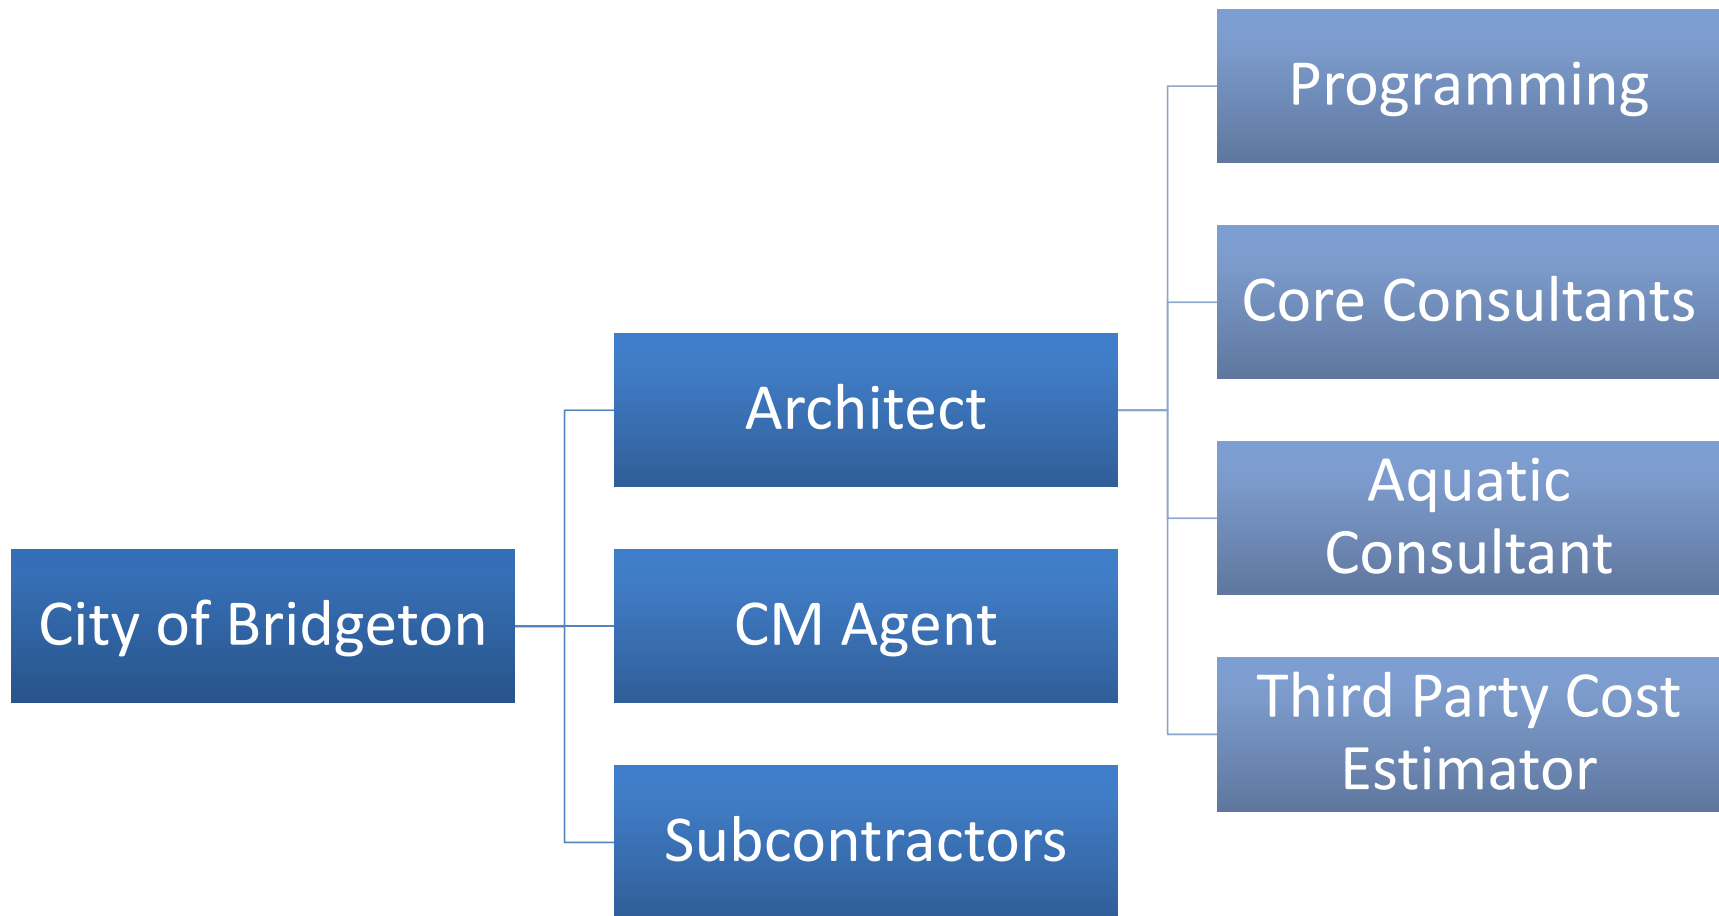 City of Bridgeton
Architect
CM Agent
Subcontractors
Programming
Core Consultants
Aquatic
Consultant
Third Party Cost
Estimator